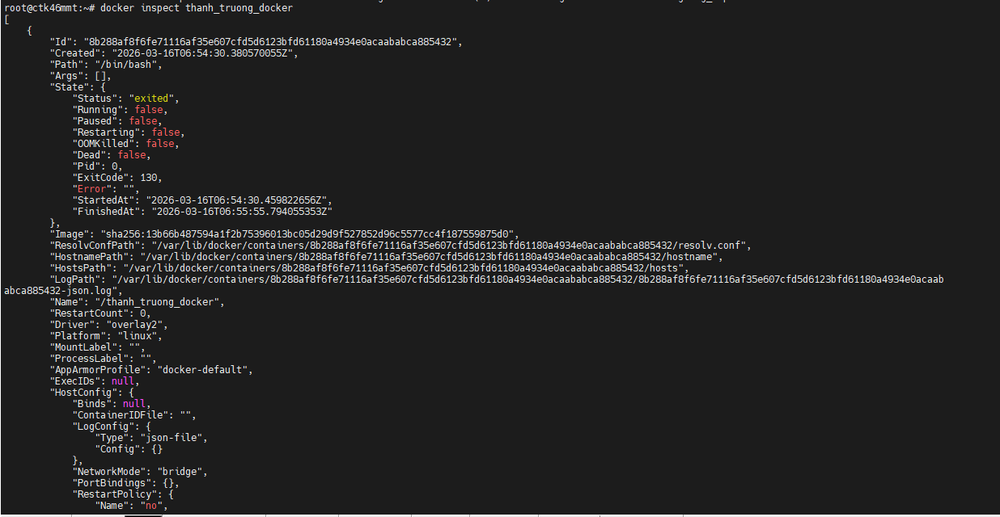 root@ctk46mmt:~# docker inspect thanh_truong_docker
[
    {
        "Id": "8b288af8f6fe71116af35e607cfd5d6123bfd61180a4934e0acaababca885432",
        "Created": "2026-03-16T06:54:30.380570055Z",
        "Path": "/bin/bash",
        "Args": [],
        "State": {
            "Status": "exited",
            "Running": false,
            "Paused": false,
            "Restarting": false,
            "OOMKilled": false,
            "Dead": false,
            "Pid": 0,
            "ExitCode": 130,
            "Error": "",
            "StartedAt": "2026-03-16T06:54:30.459822656Z",
            "FinishedAt": "2026-03-16T06:55:55.794055353Z"
        },
        "Image": "sha256:13b66b487594a1f2b75396013bc05d29d9f527852d96c5577cc4f187559875d0",
        "ResolvConfPath": "/var/lib/docker/containers/8b288af8f6fe71116af35e607cfd5d6123bfd61180a4934e0acaababca885432/resolv.conf",
        "HostnamePath": "/var/lib/docker/containers/8b288af8f6fe71116af35e607cfd5d6123bfd61180a4934e0acaababca885432/hostname",
        "HostsPath": "/var/lib/docker/containers/8b288af8f6fe71116af35e607cfd5d6123bfd61180a4934e0acaababca885432/hosts",
        "LogPath": "/var/lib/docker/containers/8b288af8f6fe71116af35e607cfd5d6123bfd61180a4934e0acaababca885432/8b288af8f6fe71116af35e607cfd5d6123bfd61180a4934e0acaab
abca885432-json.log",
        "Name": "/thanh_truong_docker",
        "RestartCount": 0,
        "Driver": "overlay2",
        "Platform": "linux",
        "MountLabel": "",
        "ProcessLabel": "",
        "AppArmorProfile": "docker-default",
        "ExecIDs": null,
        "HostConfig": {
            "Binds": null,
            "ContainerIDFile": "",
            "LogConfig": {
                "Type": "json-file",
                "Config": {}
            },
            "NetworkMode": "bridge",
            "PortBindings": {},
            "RestartPolicy": {
                "Name": "no",